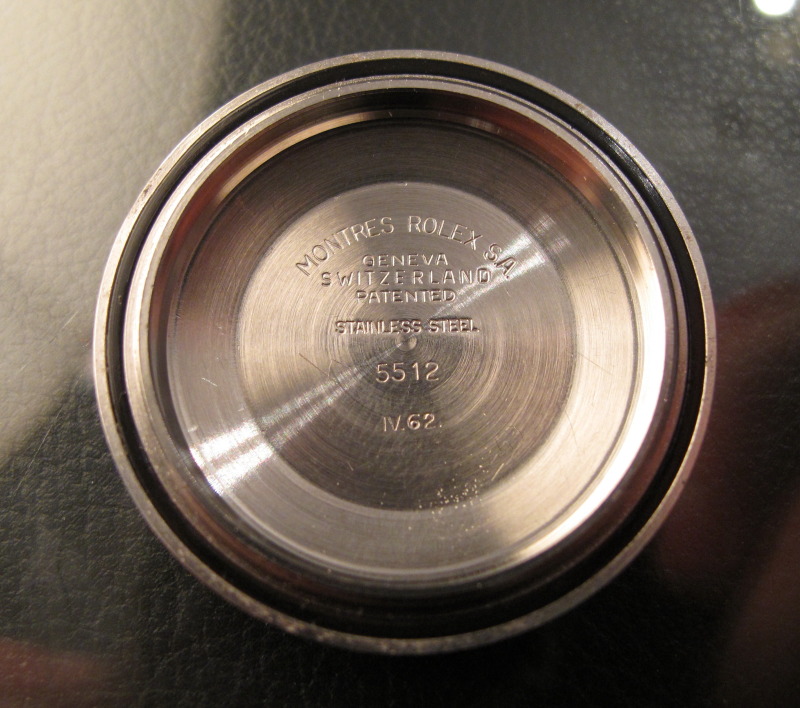 MONTRES ROLEX S.A.
GENEVA
SWITZERLAND
PATENTED
STAINLESS STEEL
5512
IV.62.